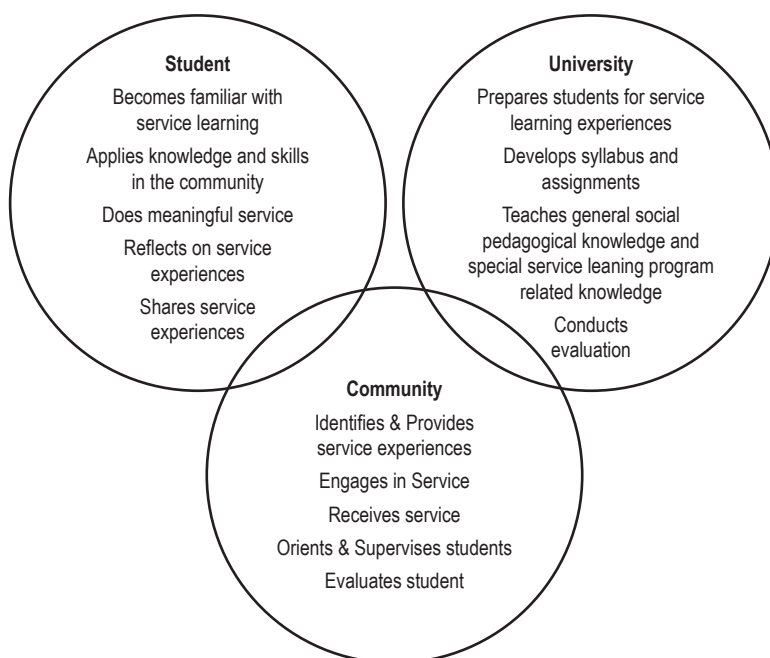 Student
Becomes familiar with
service learning
Applies knowledge and skills
in the community
Does meaningful service
Reflects on service
experiences
Shares service
experiences
University
Prepares students for service
learning experiences
Develops syllabus and
assignments
Teaches general social
pedagogical knowledge and
special service leaning program
related knowledge
Conducts
evaluation
Community
Identifies & Provides
service experiences
Engages in Service
Receives service
Orients & Supervises students
Evaluates student